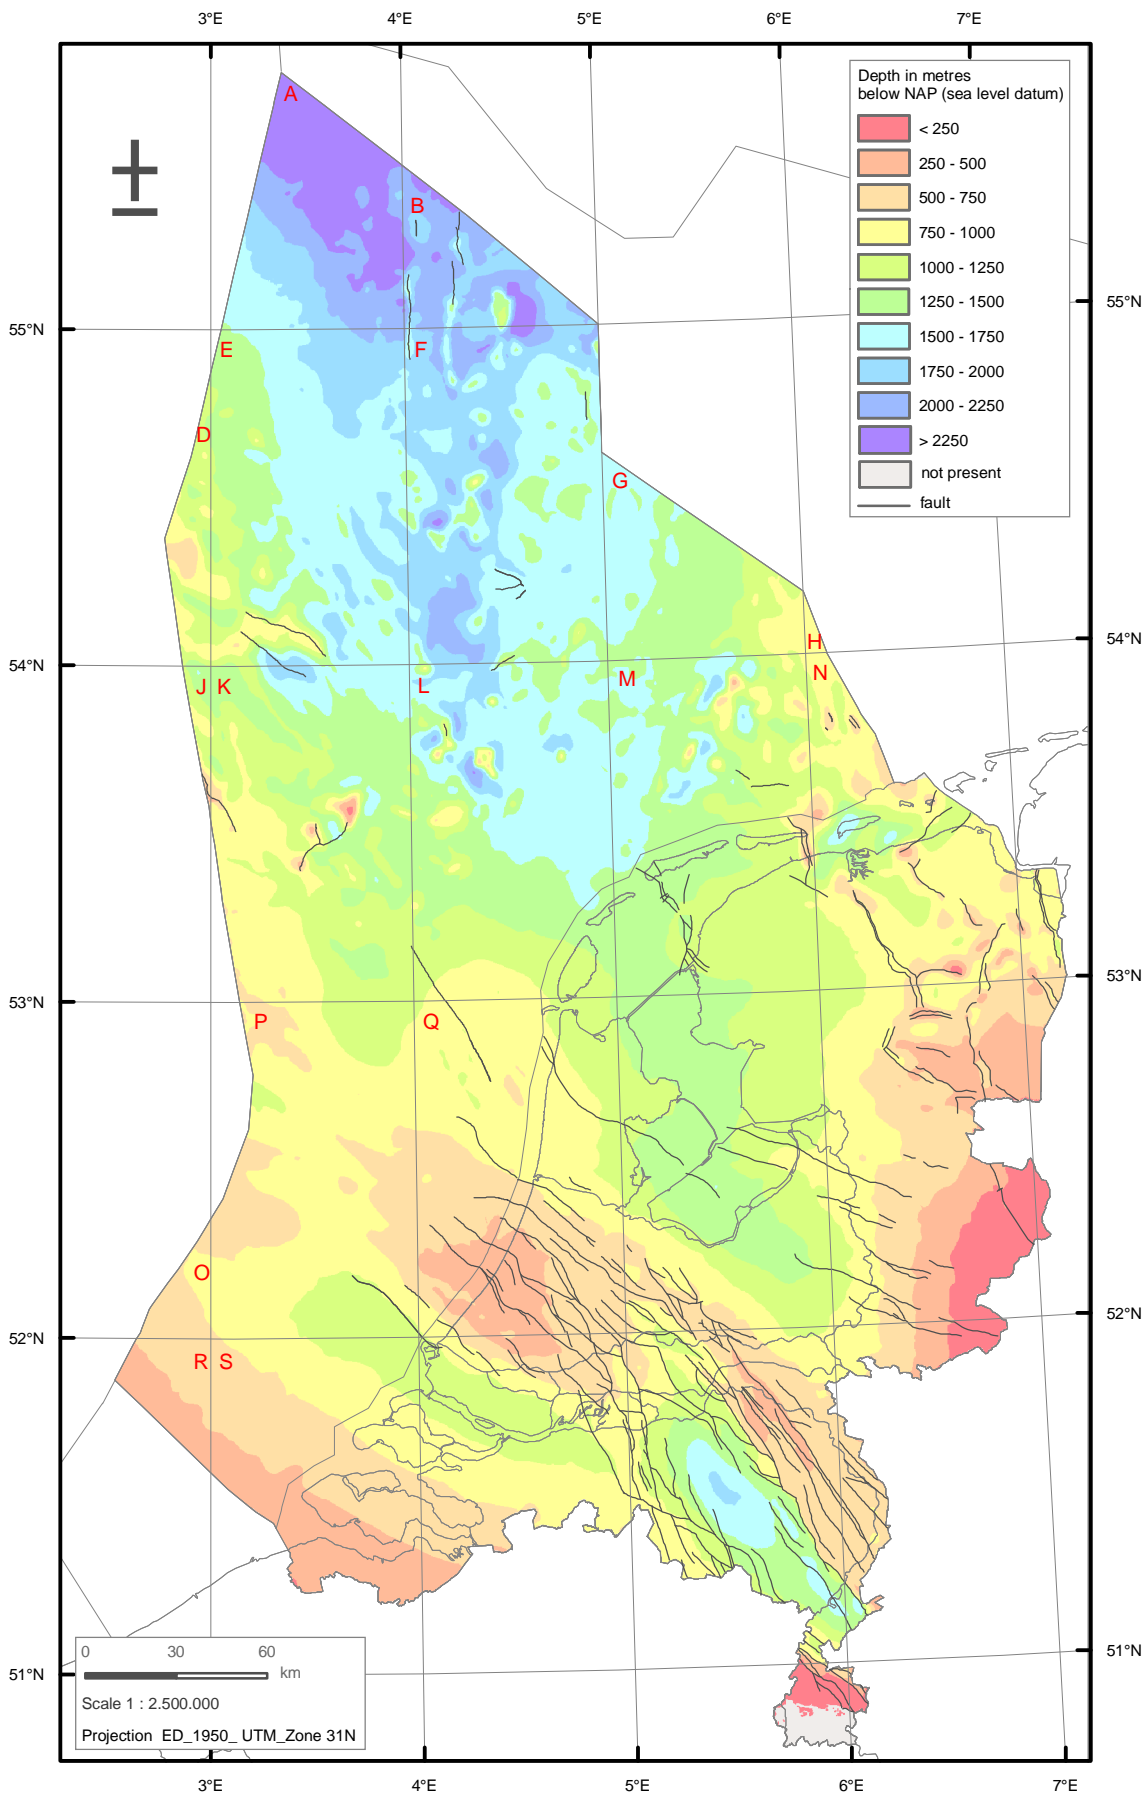 3°E 4°E 5°E 6°E 7°E
Depth in metres
below NAP (sea level datum)
< 250
250 - 500
500 - 750
750 - 1000
1000 - 1250
1250 - 1500
1500 - 1750
1750 - 2000
2000 - 2250
> 2250
not present
fault
A
B
55°N 55°N
E F
D
G
54°N 54°N
H
J K L M N
53°N 53°N
P Q
O
52°N 52°N
R S
51°N 51°N
0 30 60
km
Scale 1 : 2.500.000
Projection ED_1950_ UTM_Zone 31N
3°E 4°E 5°E 6°E 7°E